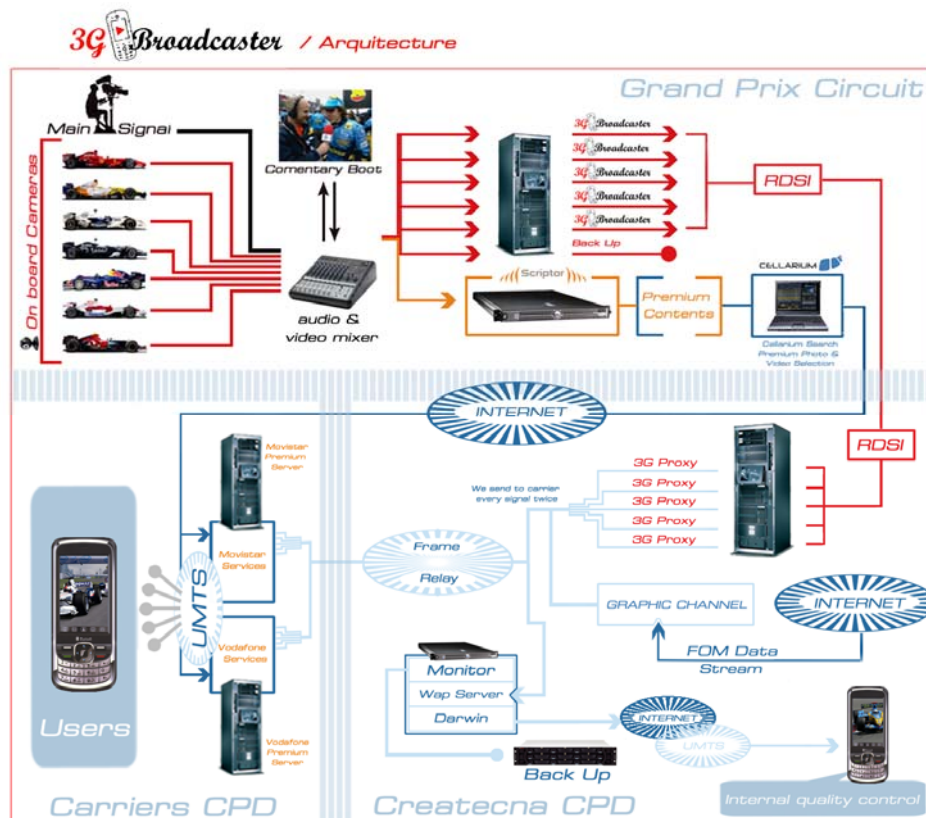 3G Broadcaster / Arquitecture
Grand Prix Circuit
Main Signal
On board Cameras
Comentary Boot
audio &
video mixer
3G Broadcaster
3G Broadcaster
3G Broadcaster
3G Broadcaster
3G Broadcaster
Back Up
RDSI
Scriptor
Premium
Contents
CELLARIUM
Cellarium Search
Premium Photo &
Video Selection
INTERNET
RDSI
Movistar
Premium
Server
We send to carrier
every signal twice
3G Proxy
3G Proxy
3G Proxy
3G Proxy
3G Proxy
Movistar
Services
UMTS
Vodafone
Services
Frame
Relay
GRAPHIC CHANNEL
INTERNET
FOM Data
Stream
Monitor
Wap Server
Darwin
INTERNET
UMTS
Back Up
Users
Vodafone
Premium
Server
Internal quality control
Carriers CPD
Createcna CPD